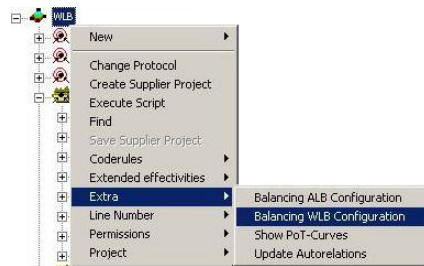 WLB
New
Change Protocol
Create Supplier Project
Execute Script
Find
Save Supplier Project
Coderules
Extended effectivities
Extra
Line Number
Permissions
Project
Balancing ALB Configuration
Balancing WLB Configuration
Show PoT-Curves
Update Autorelations